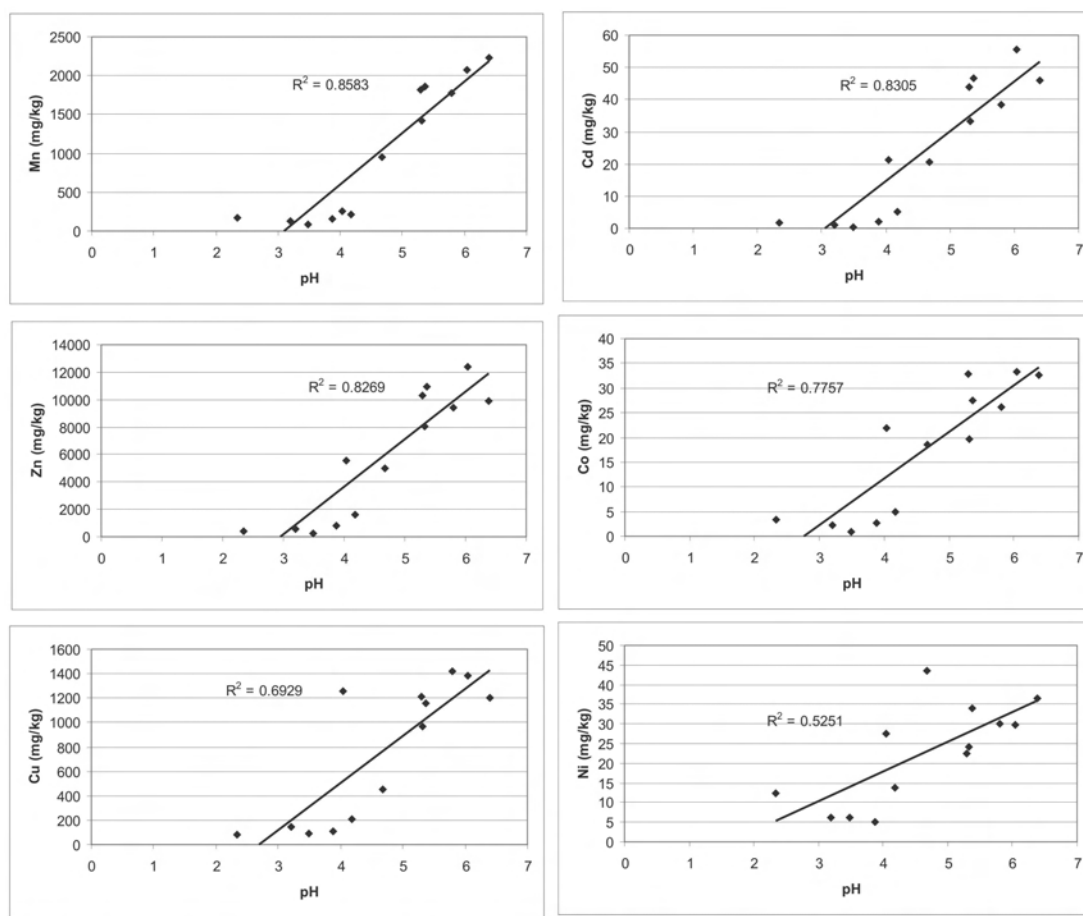 2500
2000
1500
1000
500
0
Mn (mg/kg)
R² = 0.8583
0 1 2 3 4 5 6 7
pH
60
50
40
30
20
10
0
Cd (mg/kg)
R² = 0.8305
0 1 2 3 4 5 6 7
pH
14000
12000
10000
8000
6000
4000
2000
0
Zn (mg/kg)
R² = 0.8269
0 1 2 3 4 5 6 7
pH
40
35
30
25
20
15
10
5
0
Co (mg/kg)
R² = 0.7757
0 1 2 3 4 5 6 7
pH
1600
1400
1200
1000
800
600
400
200
0
Cu (mg/kg)
R² = 0.6929
0 1 2 3 4 5 6 7
pH
50
45
40
35
30
25
20
15
10
5
0
Ni (mg/kg)
R² = 0.5251
0 1 2 3 4 5 6 7
pH